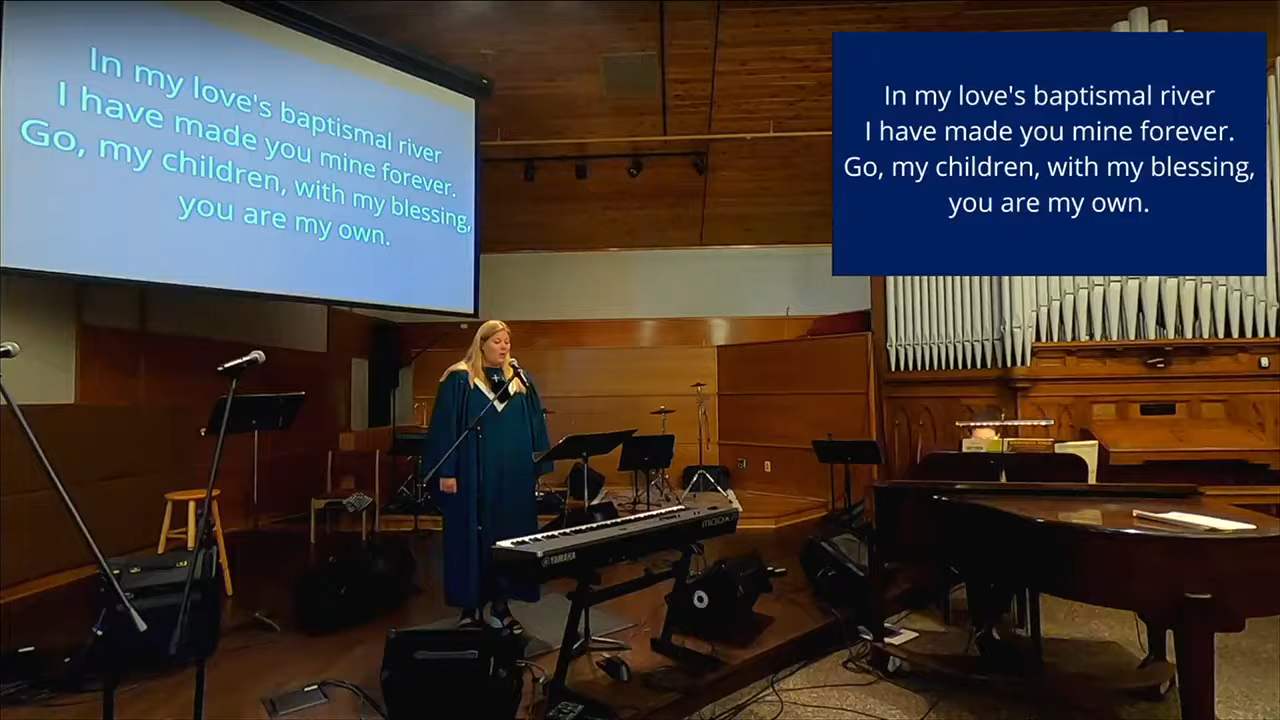 In my love's baptismal river
I have made you mine forever.
Go, my children, with my blessing,
you are my own.
In my love's baptismal river
I have made you mine forever.
Go, my children, with my blessing,
you are my own.
YAMAHA